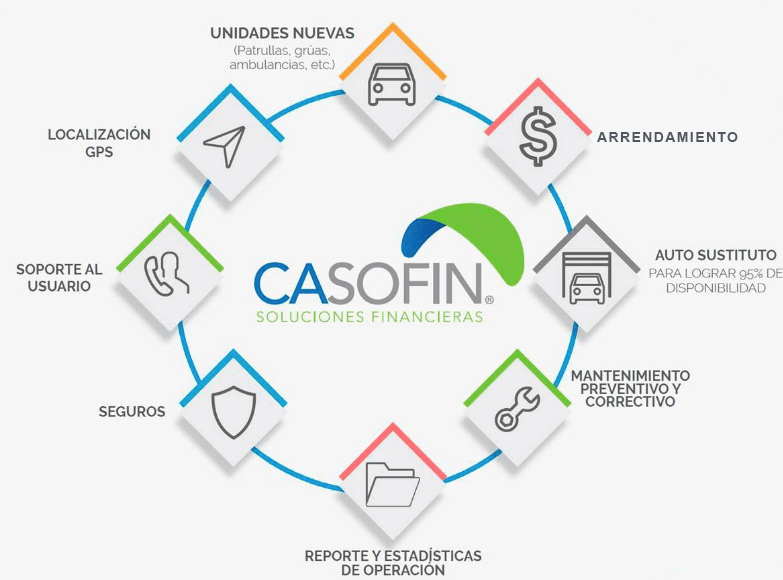 UNIDADES NUEVAS
(Patrullas, grúas,
ambulancias, etc.)
ARRENDAMIENTO
AUTO SUSTITUTO
PARA LOGRAR 95% DE
DISPONIBILIDAD
MANTENIMIENTO
PREVENTIVO Y
CORRECTIVO
REPORTE Y ESTADÍSTICAS
DE OPERACIÓN
SEGUROS
SOPORTE AL
USUARIO
LOCALIZACIÓN
GPS
CASOFIN®
SOLUCIONES FINANCIERAS